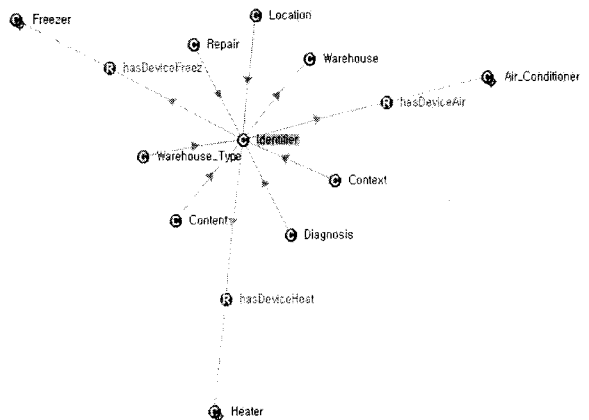 Freezer
Location
Repair
Warehouse
hasDeviceFreez
Air_Conditioner
hasDeviceAir
Identifier
Warehouse_Type
Context
Content
Diagnosis
hasDeviceHeat
Heater